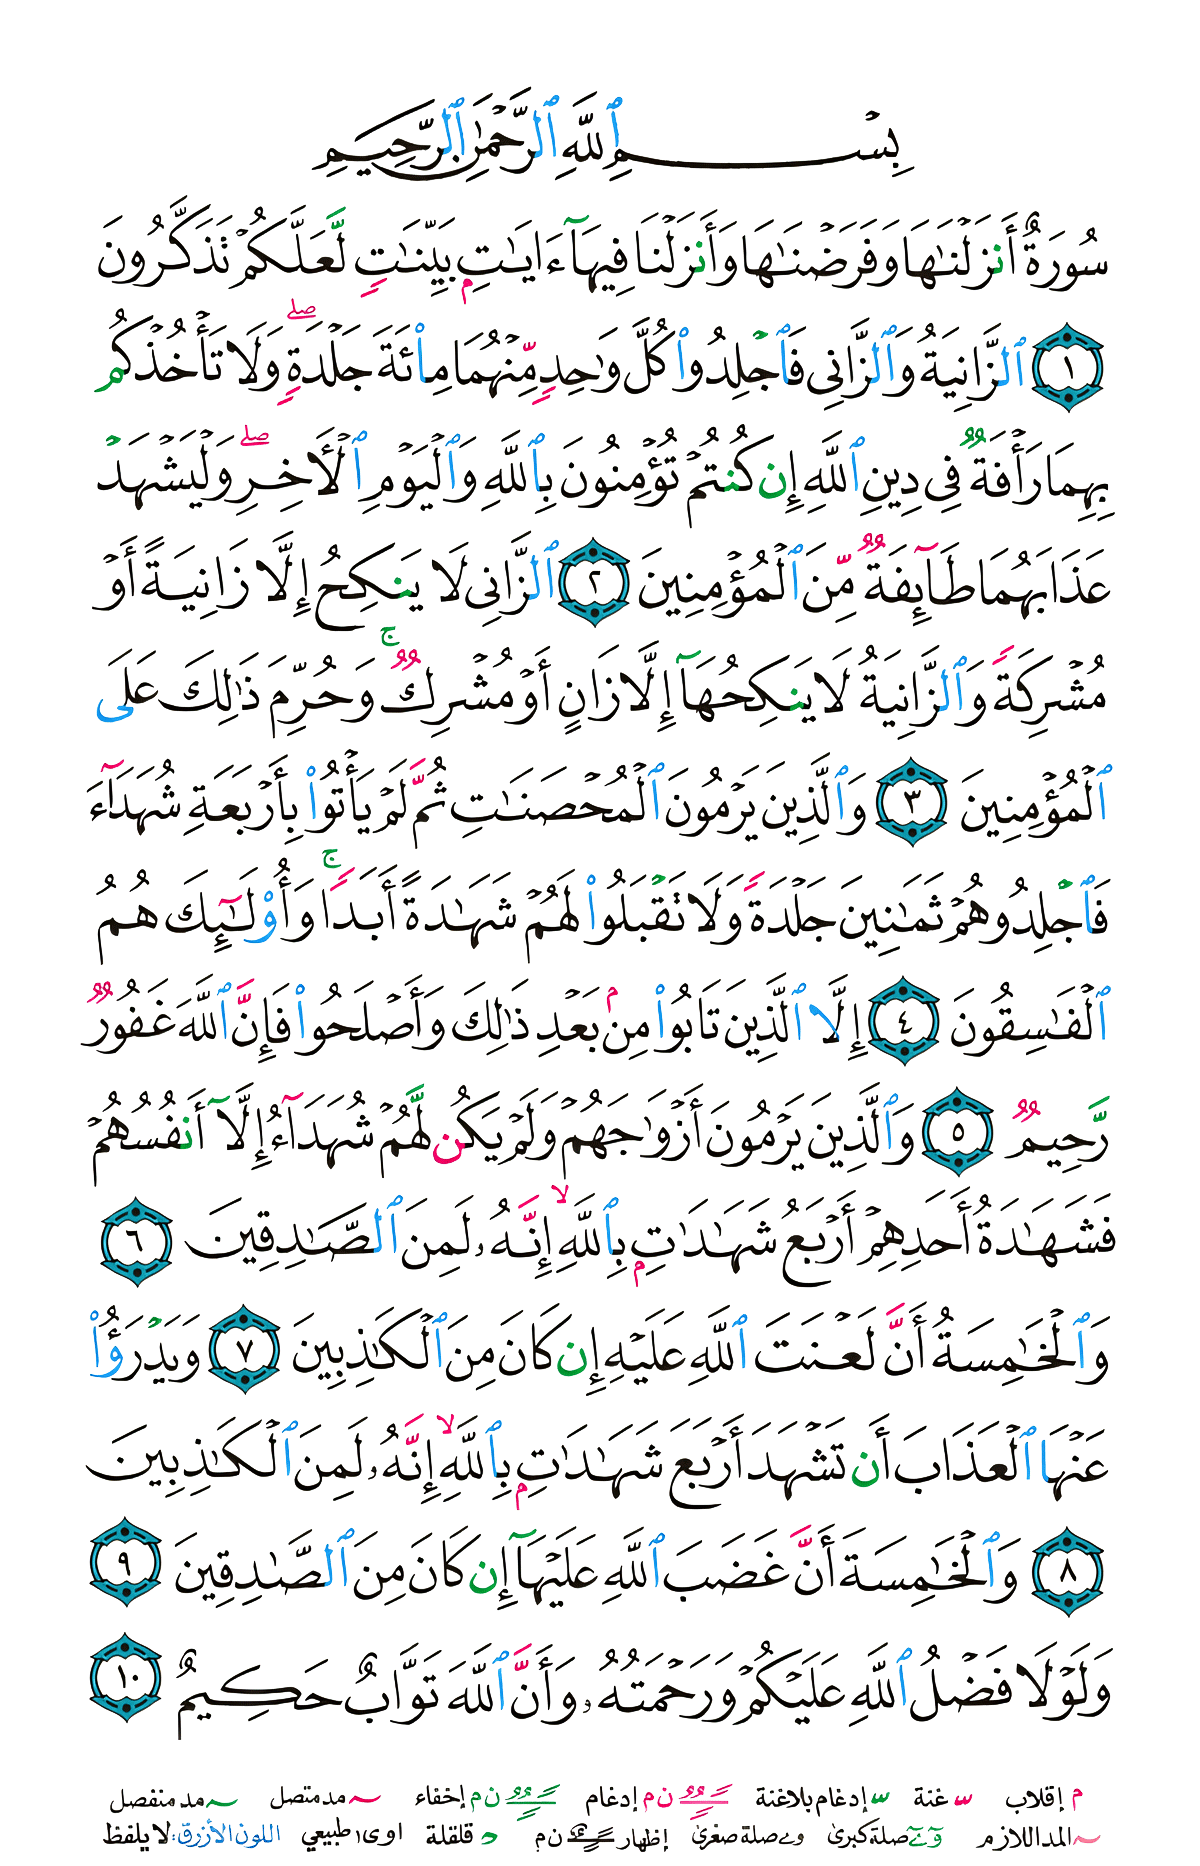 بِسْمِ ٱللَّهِ ٱلرَّحْمَٰنِ ٱلرَّحِيمِ
سُورَةٌ أَنزَلْنَٰهَا وَفَرَضْنَٰهَا وَأَنزَلْنَا فِيهَآ ءَايَٰتٍۭ بَيِّنَٰتٍ لَّعَلَّكُمْ تَذَكَّرُونَ
١ ٱلزَّانِيَةُ وَٱلزَّانِى فَٱجْلِدُوا۟ كُلَّ وَٰحِدٍ مِّنْهُمَا مِا۟ئَةَ جَلْدَةٍ ۖ وَلَا تَأْخُذْكُم
بِهِمَا رَأْفَةٌ فِى دِينِ ٱللَّهِ إِن كُنتُمْ تُؤْمِنُونَ بِٱللَّهِ وَٱلْيَوْمِ ٱلْأَخِرِ ۖ وَلْيَشْهَدْ
عَذَابَهُمَا طَآئِفَةٌ مِّنَ ٱلْمُؤْمِنِينَ ٢ ٱلزَّانِى لَا يَنكِحُ إِلَّا زَانِيَةً أَوْ
مُشْرِكَةً وَٱلزَّانِيَةُ لَا يَنكِحُهَآ إِلَّا زَانٍ أَوْ مُشْرِكٌ ۚ وَحُرِّمَ ذَٰلِكَ عَلَى
ٱلْمُؤْمِنِينَ ٣ وَٱلَّذِينَ يَرْمُونَ ٱلْمُحْصَنَٰتِ ثُمَّ لَمْ يَأْتُوا۟ بِأَرْبَعَةِ شُهَدَآءَ
فَٱجْلِدُوهُمْ ثَمَٰنِينَ جَلْدَةً وَلَا تَقْبَلُوا۟ لَهُمْ شَهَٰدَةً أَبَدًا ۚ وَأُو۟لَٰٓئِكَ هُمُ
ٱلْفَٰسِقُونَ ٤ إِلَّا ٱلَّذِينَ تَابُوا۟ مِنۢ بَعْدِ ذَٰلِكَ وَأَصْلَحُوا۟ فَإِنَّ ٱللَّهَ غَفُورٌ
رَّحِيمٌ ٥ وَٱلَّذِينَ يَرْمُونَ أَزْوَٰجَهُمْ وَلَمْ يَكُن لَّهُمْ شُهَدَآءُ إِلَّآ أَنفُسُهُمْ
فَشَهَٰدَةُ أَحَدِهِمْ أَرْبَعُ شَهَٰدَٰتٍۭ بِٱللَّهِ ۙ إِنَّهُۥ لَمِنَ ٱلصَّٰدِقِينَ ٦
وَٱلْخَٰمِسَةُ أَنَّ لَعْنَتَ ٱللَّهِ عَلَيْهِ إِن كَانَ مِنَ ٱلْكَٰذِبِينَ ٧ وَيَدْرَؤُا۟
عَنْهَا ٱلْعَذَابَ أَن تَشْهَدَ أَرْبَعَ شَهَٰدَٰتٍۭ بِٱللَّهِ ۙ إِنَّهُۥ لَمِنَ ٱلْكَٰذِبِينَ
٨ وَٱلْخَٰمِسَةَ أَنَّ غَضَبَ ٱللَّهِ عَلَيْهَآ إِن كَانَ مِنَ ٱلصَّٰدِقِينَ ٩
وَلَوْلَا فَضْلُ ٱللَّهِ عَلَيْكُمْ وَرَحْمَتُهُۥ وَأَنَّ ٱللَّهَ تَوَّابٌ حَكِيمٌ ١٠
م إقلاب غنة إدغام بلاغنة ن م إدغام ن م إخفاء مد متصل مد منفصل
المد اللازم صلة كبرى و ے صلة صغرى إظهار ن م قلقلة ا و ى طبيعي اللون الأزرق: لا يلفظ